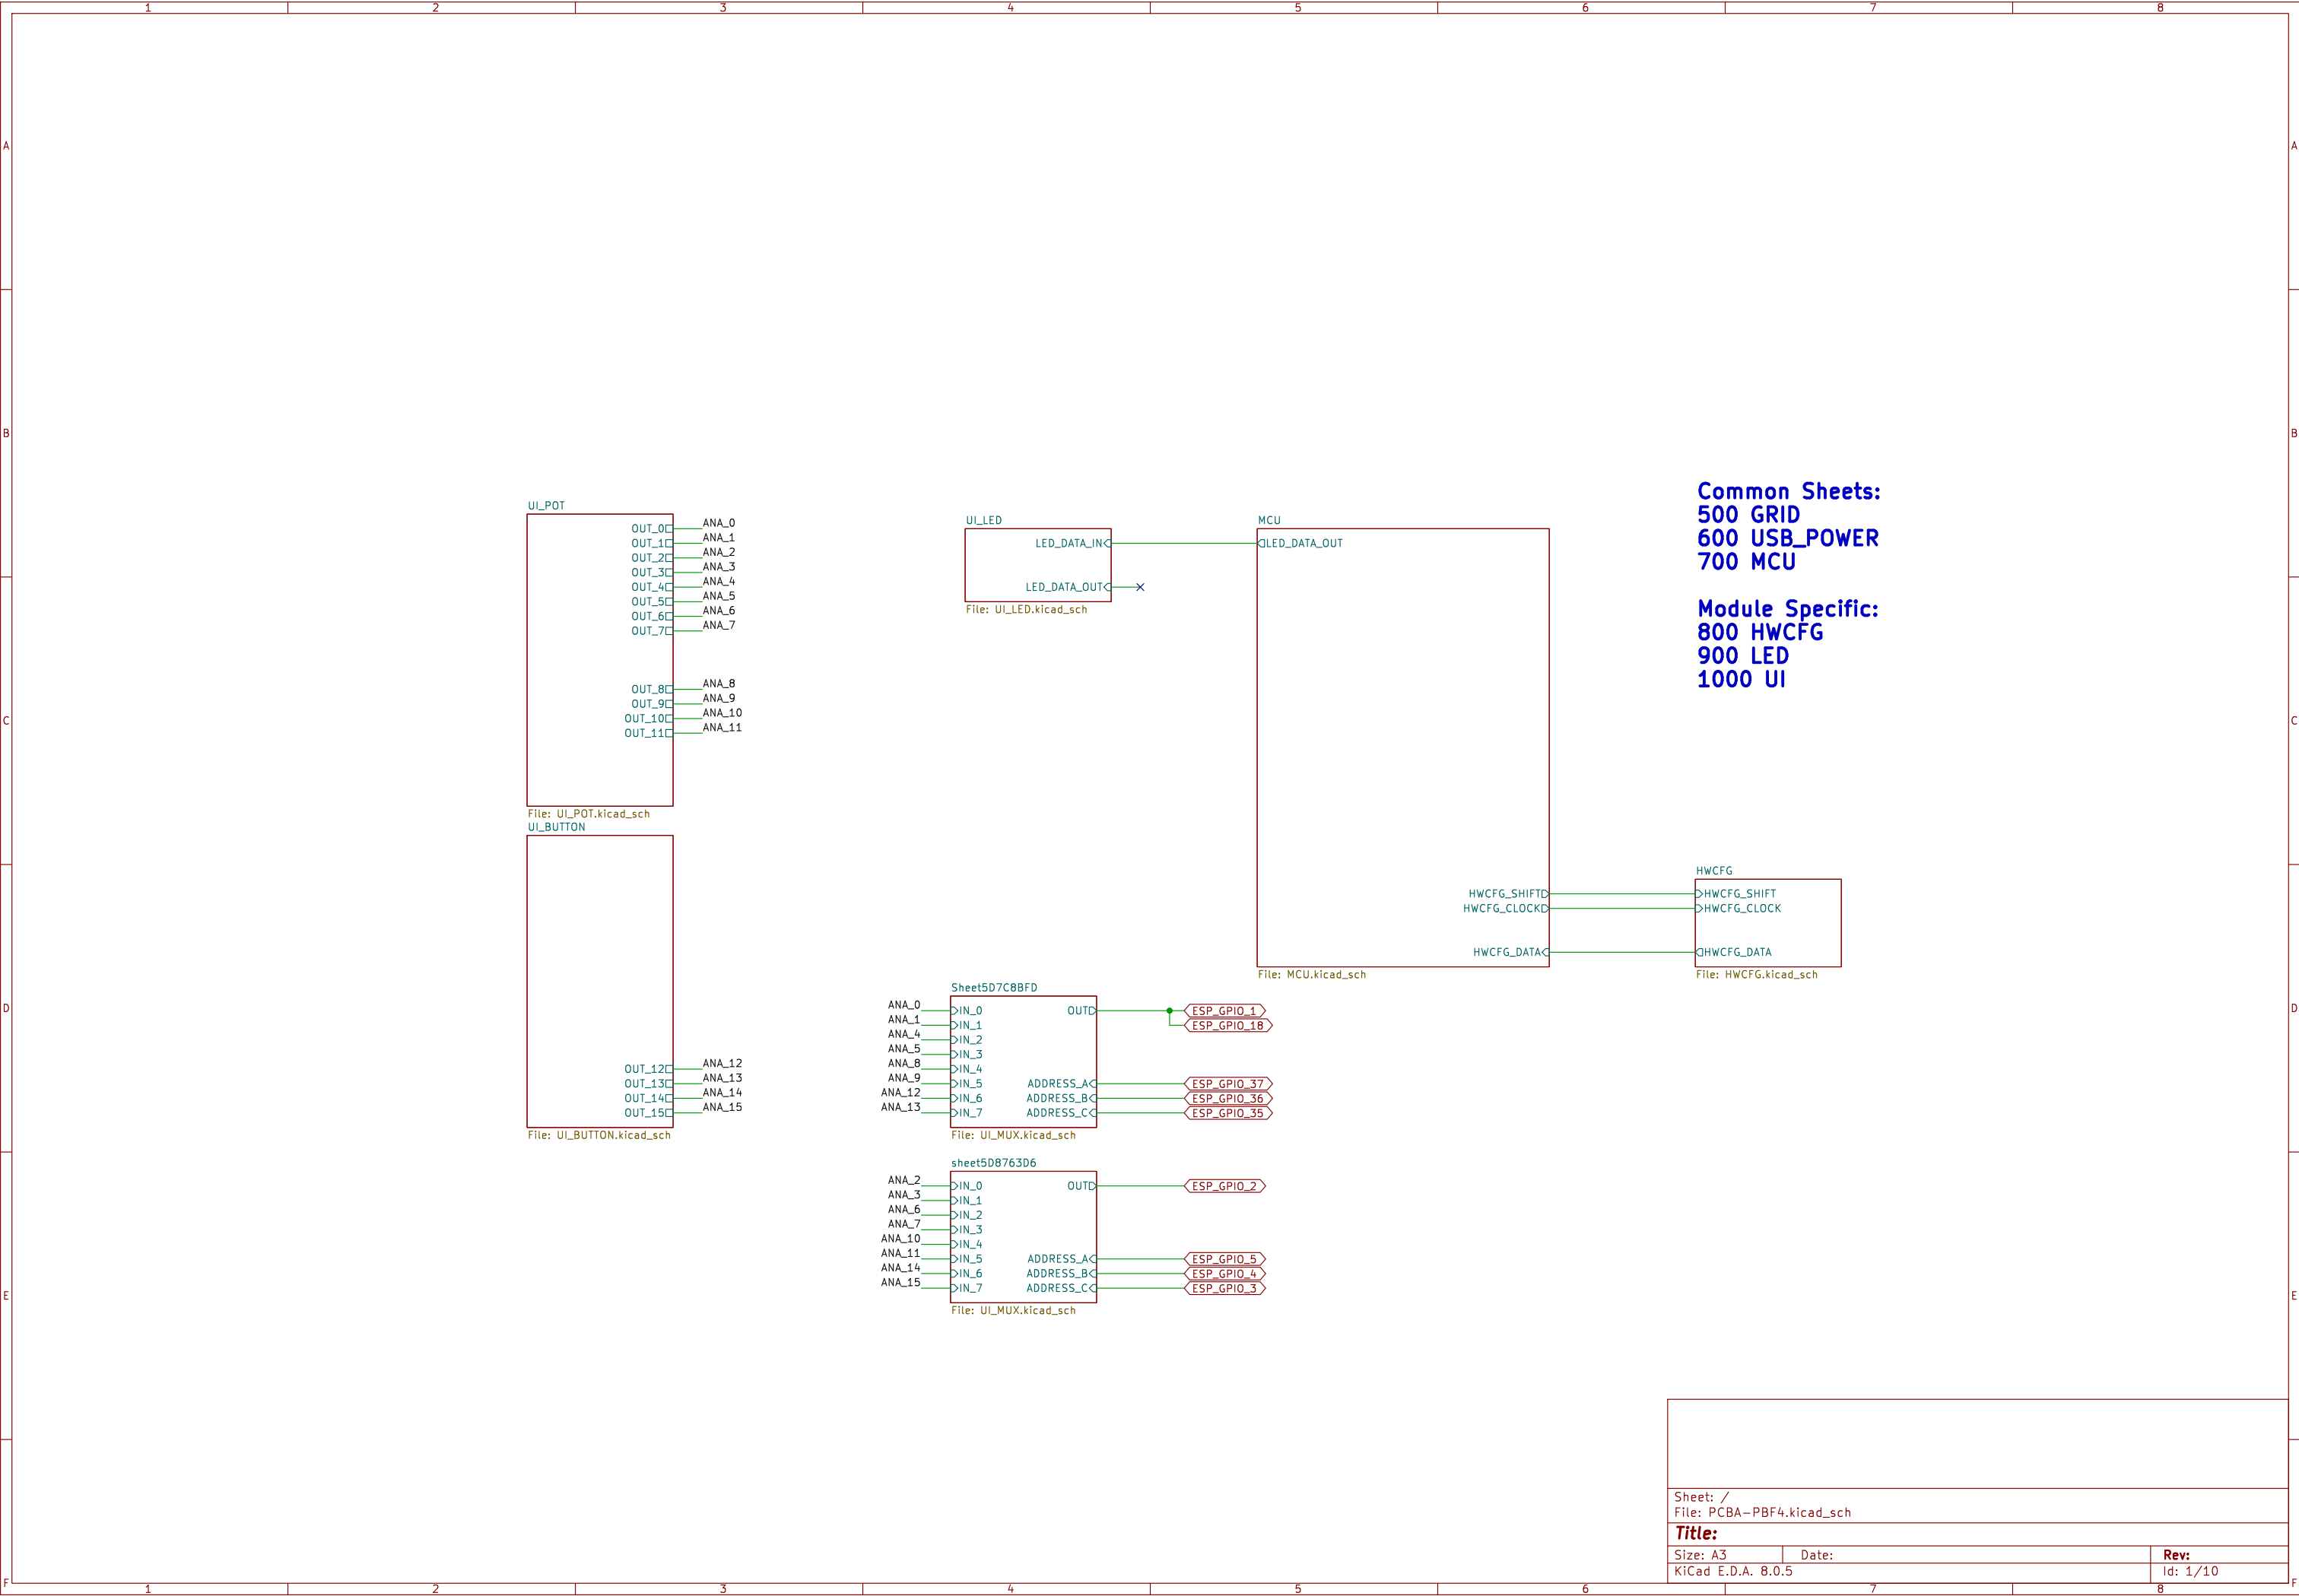 1 2 3 4 5 6 7 8
A
B
C
D
E
F
A
B
C
D
E
F
UI_POT
OUT_0 ANA_0
OUT_1 ANA_1
OUT_2 ANA_2
OUT_3 ANA_3
OUT_4 ANA_4
OUT_5 ANA_5
OUT_6 ANA_6
OUT_7 ANA_7
OUT_8 ANA_8
OUT_9 ANA_9
OUT_10 ANA_10
OUT_11 ANA_11
File: UI_POT.kicad_sch
UI_BUTTON
OUT_12 ANA_12
OUT_13 ANA_13
OUT_14 ANA_14
OUT_15 ANA_15
File: UI_BUTTON.kicad_sch
UI_LED
LED_DATA_IN
LED_DATA_OUT
File: UI_LED.kicad_sch
MCU
LED_DATA_OUT
HWCFG_SHIFT
HWCFG_CLOCK
HWCFG_DATA
File: MCU.kicad_sch
Common Sheets:
500 GRID
600 USB_POWER
700 MCU
Module Specific:
800 HWCFG
900 LED
1000 UI
HWCFG
HWCFG_SHIFT
HWCFG_CLOCK
HWCFG_DATA
File: HWCFG.kicad_sch
Sheet5D7C8BFD
ANA_0 IN_0 OUT ESP_GPIO_1
ANA_1 IN_1 ESP_GPIO_18
ANA_4 IN_2
ANA_5 IN_3
ANA_8 IN_4
ANA_9 IN_5 ADDRESS_A ESP_GPIO_37
ANA_12 IN_6 ADDRESS_B ESP_GPIO_36
ANA_13 IN_7 ADDRESS_C ESP_GPIO_35
File: UI_MUX.kicad_sch
sheet5D8763D6
ANA_2 IN_0 OUT ESP_GPIO_2
ANA_3 IN_1
ANA_6 IN_2
ANA_7 IN_3
ANA_10 IN_4
ANA_11 IN_5 ADDRESS_A ESP_GPIO_5
ANA_14 IN_6 ADDRESS_B ESP_GPIO_4
ANA_15 IN_7 ADDRESS_C ESP_GPIO_3
File: UI_MUX.kicad_sch
Sheet: /
File: PCBA-PBF4.kicad_sch
Title:
Size: A3 Date: Rev:
KiCad E.D.A. 8.0.5 Id: 1/10
1 2 3 4 5 6 7 8